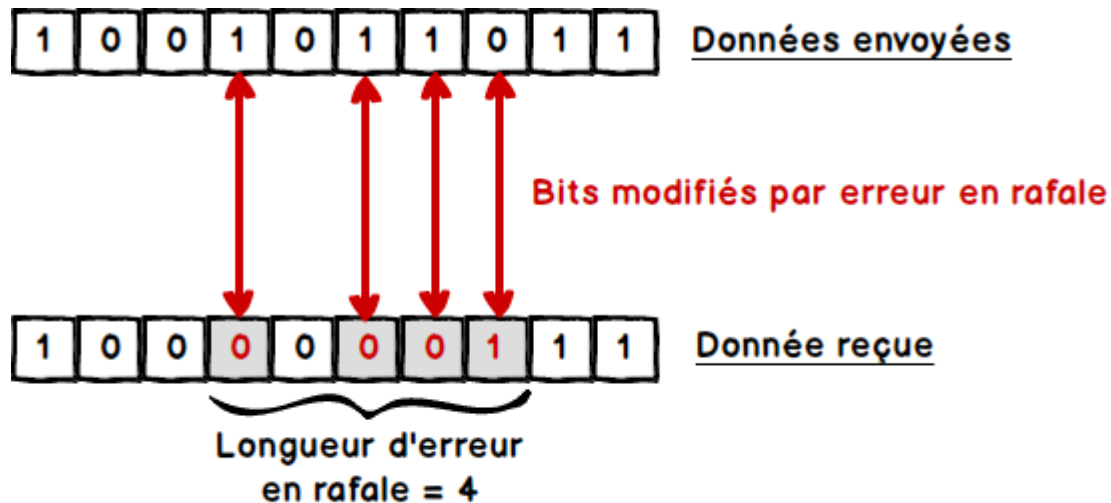 1 0 0 1 0 1 1 0 1 1 Données envoyées
Bits modifiés par erreur en rafale
1 0 0 0 0 0 0 1 1 1 Donnée reçue
Longueur d'erreur
en rafale = 4